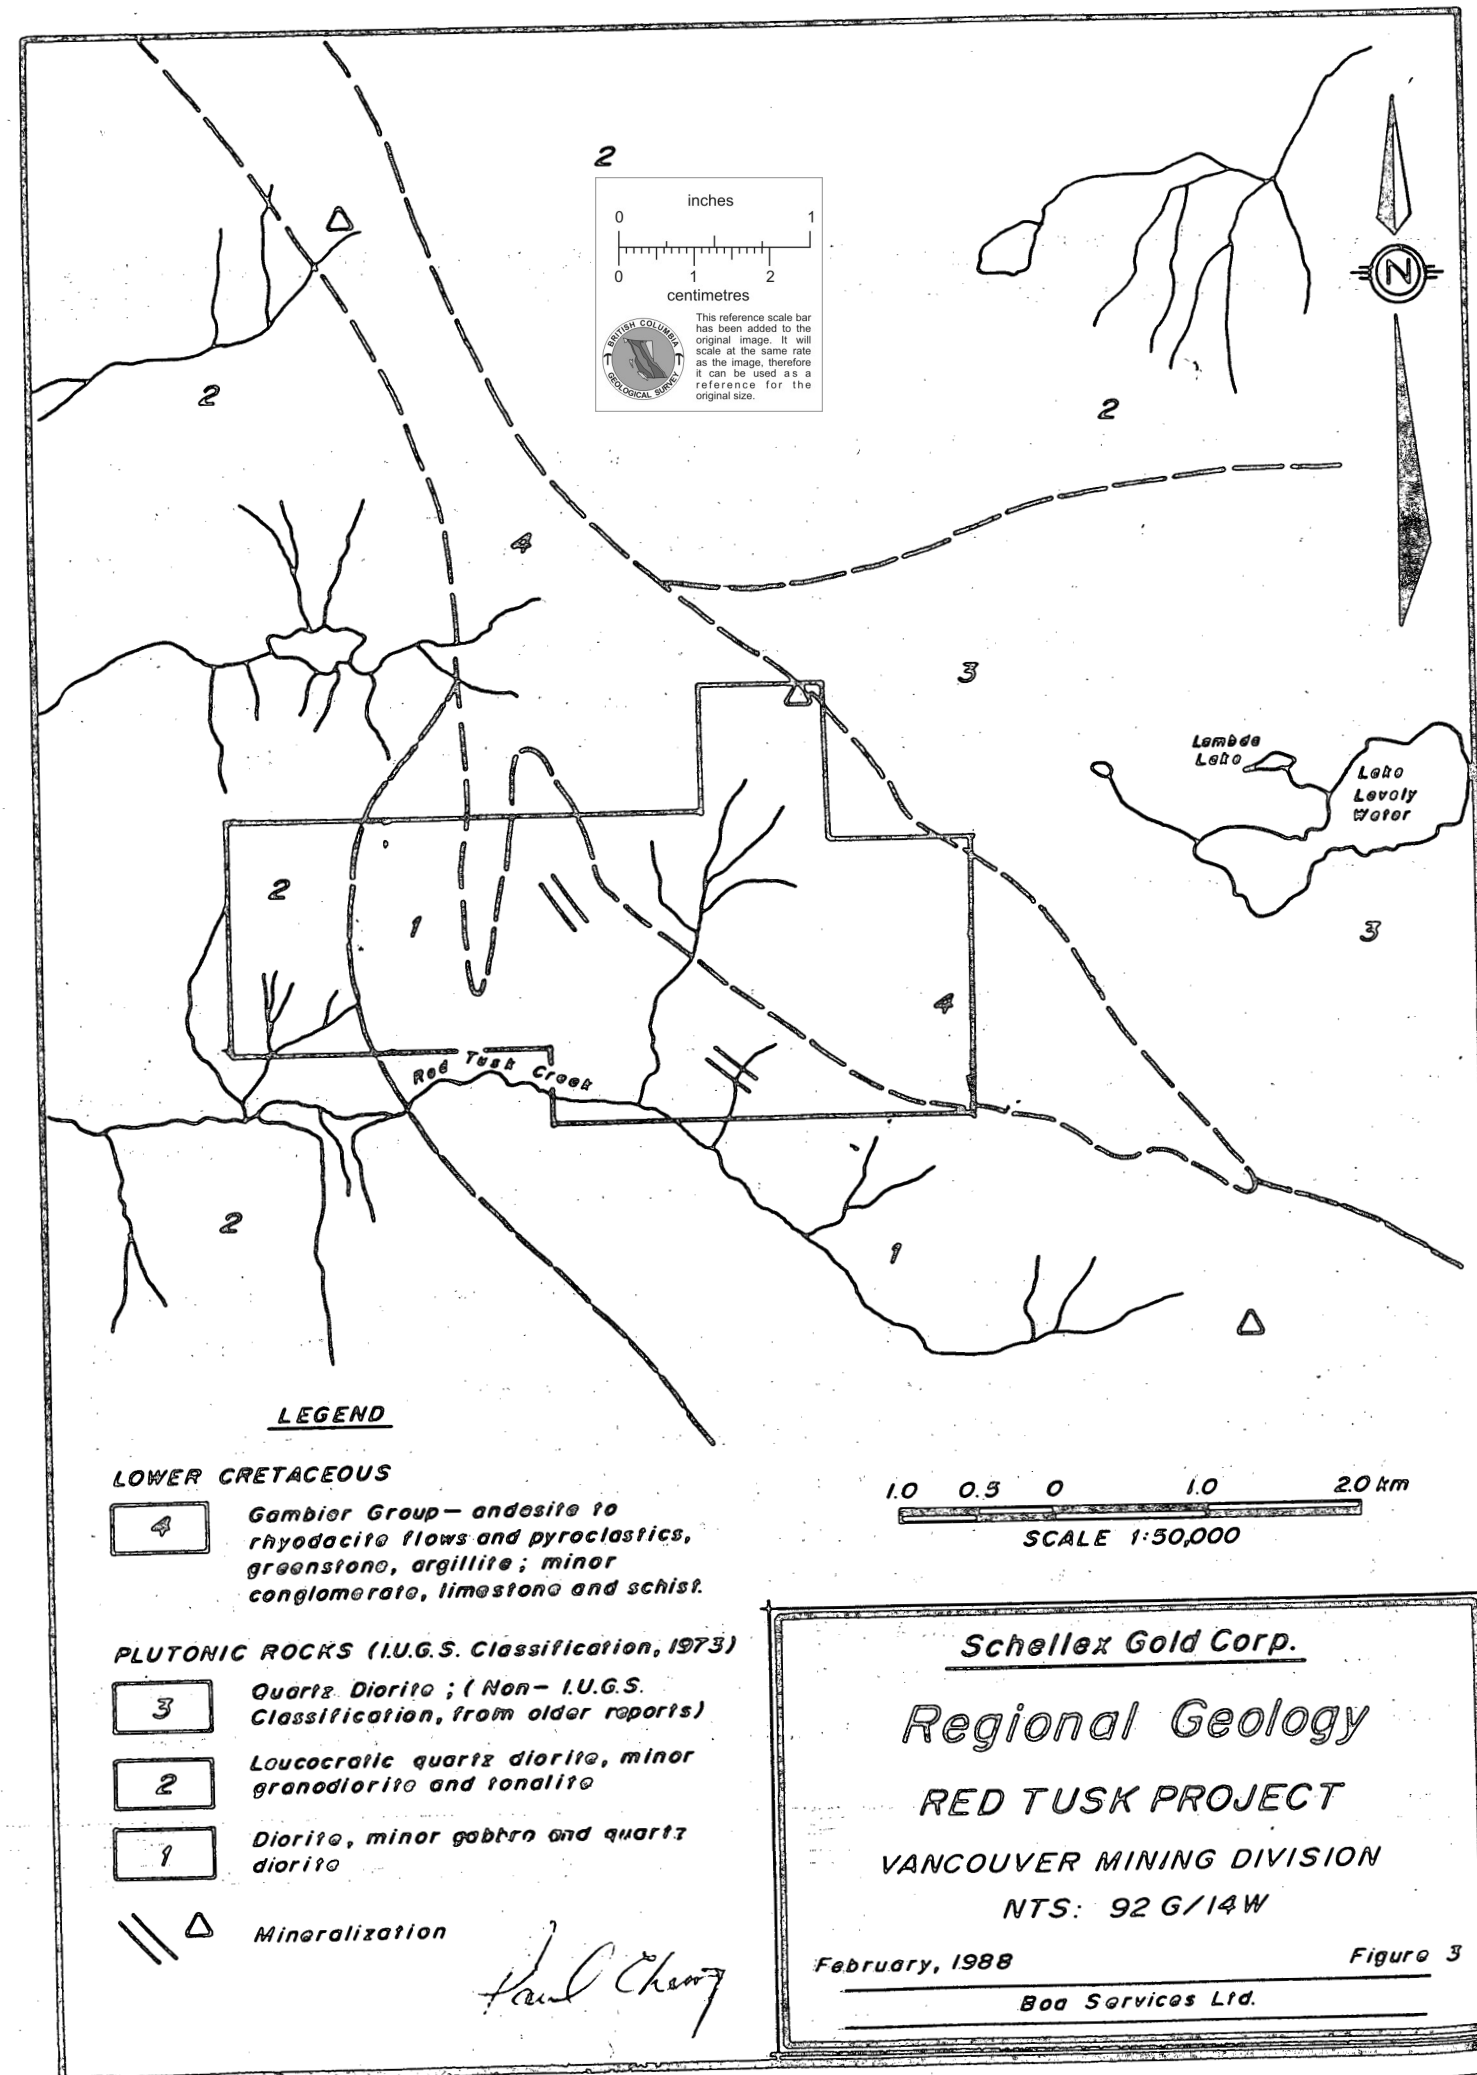 2
inches
0 1
0 1 2
centimetres
BRITISH COLUMBIA
GEOLOGICAL SURVEY
This reference scale bar
has been added to the
original image. It will
scale at the same rate
as the image, therefore
it can be used as a
reference for the
original size.
N
2
2
4
3
Lambda
Lake
Lake
Lovely
Water
2
1
3
4
Red Tusk Creek
2
1
LEGEND
LOWER CRETACEOUS
4
Gambier Group — andesite to
rhyodacite flows and pyroclastics,
greenstone, argillite; minor
conglomerate, limestone and schist.
PLUTONIC ROCKS (I.U.G.S. Classification, 1973)
3
Quartz Diorite ; ( Non - I.U.G.S.
Classification, from older reports)
2
Leucocratic quartz diorite, minor
granodiorite and tonalite
1
Diorite, minor gabbro and quartz
diorite
Mineralization
1.0 0.5 0 1.0 2.0 km
SCALE 1:50,000
Schellex Gold Corp.
Regional Geology
RED TUSK PROJECT
VANCOUVER MINING DIVISION
NTS: 92 G/14W
February, 1988 Figure 3
Boa Services Ltd.